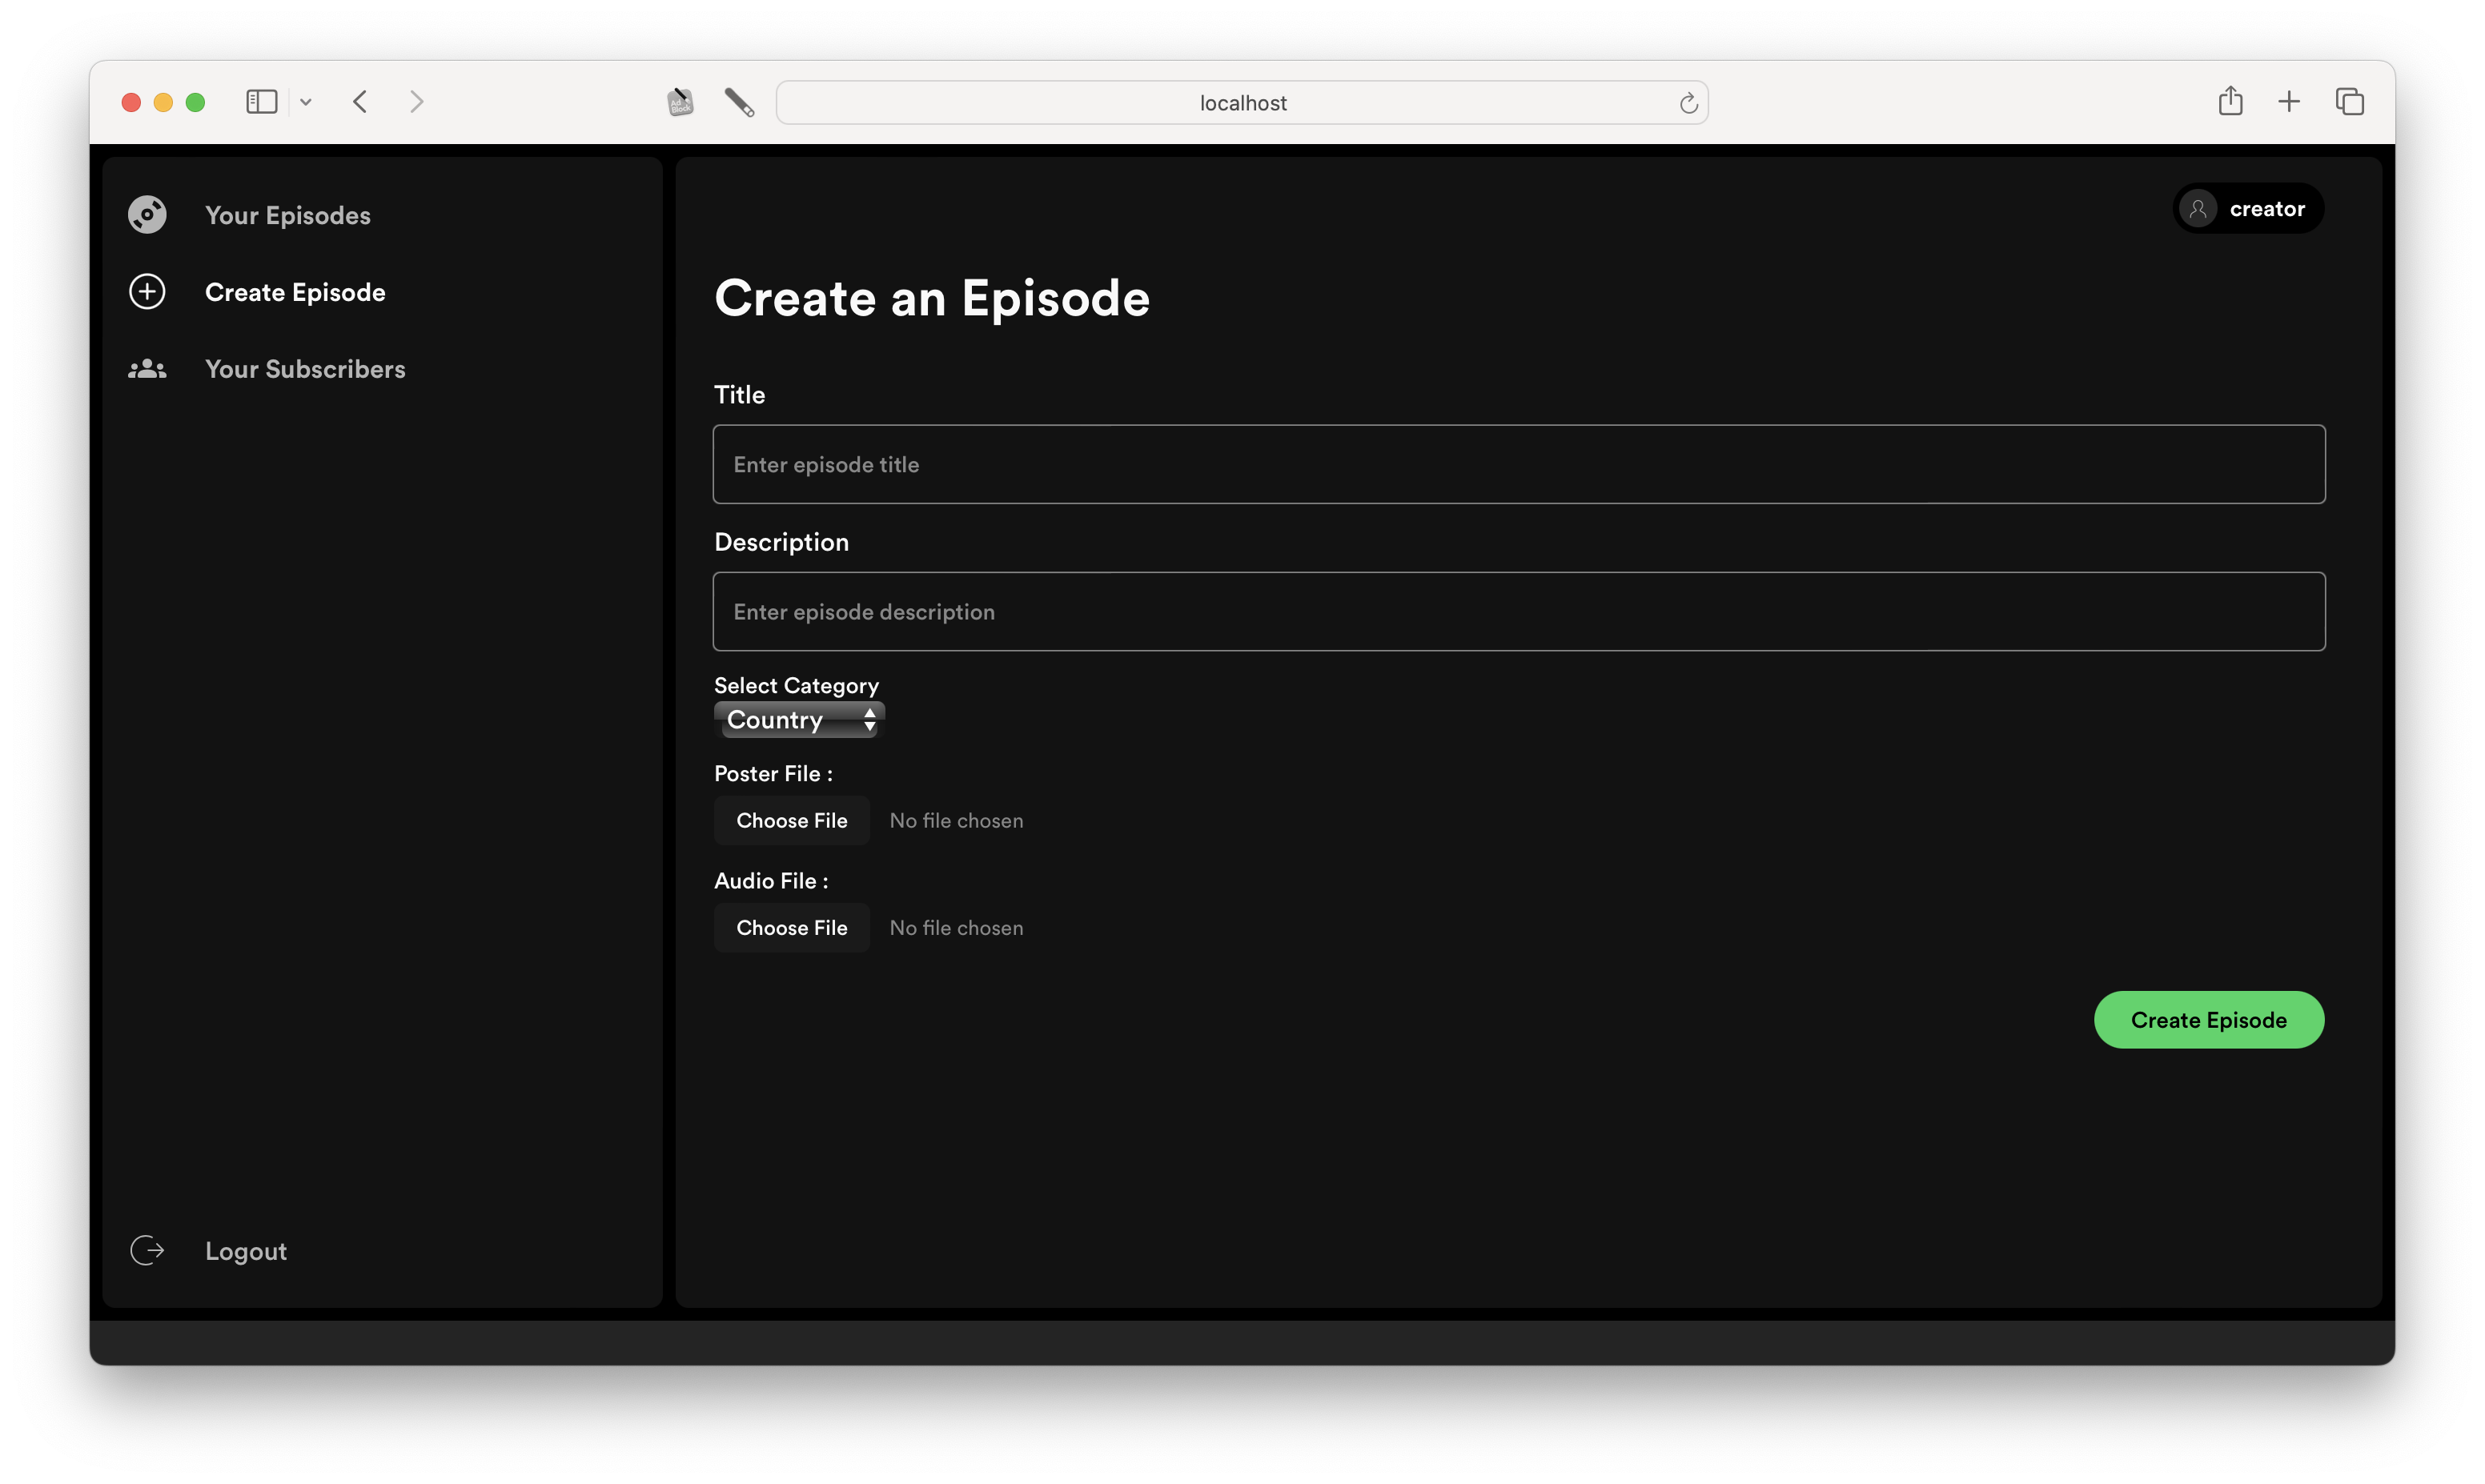 localhost
Ad
Block
Your Episodes
Create Episode
Your Subscribers
Logout
creator
Create an Episode
Title
Enter episode title
Description
Enter episode description
Select Category
Country
Poster File :
Choose File No file chosen
Audio File :
Choose File No file chosen
Create Episode